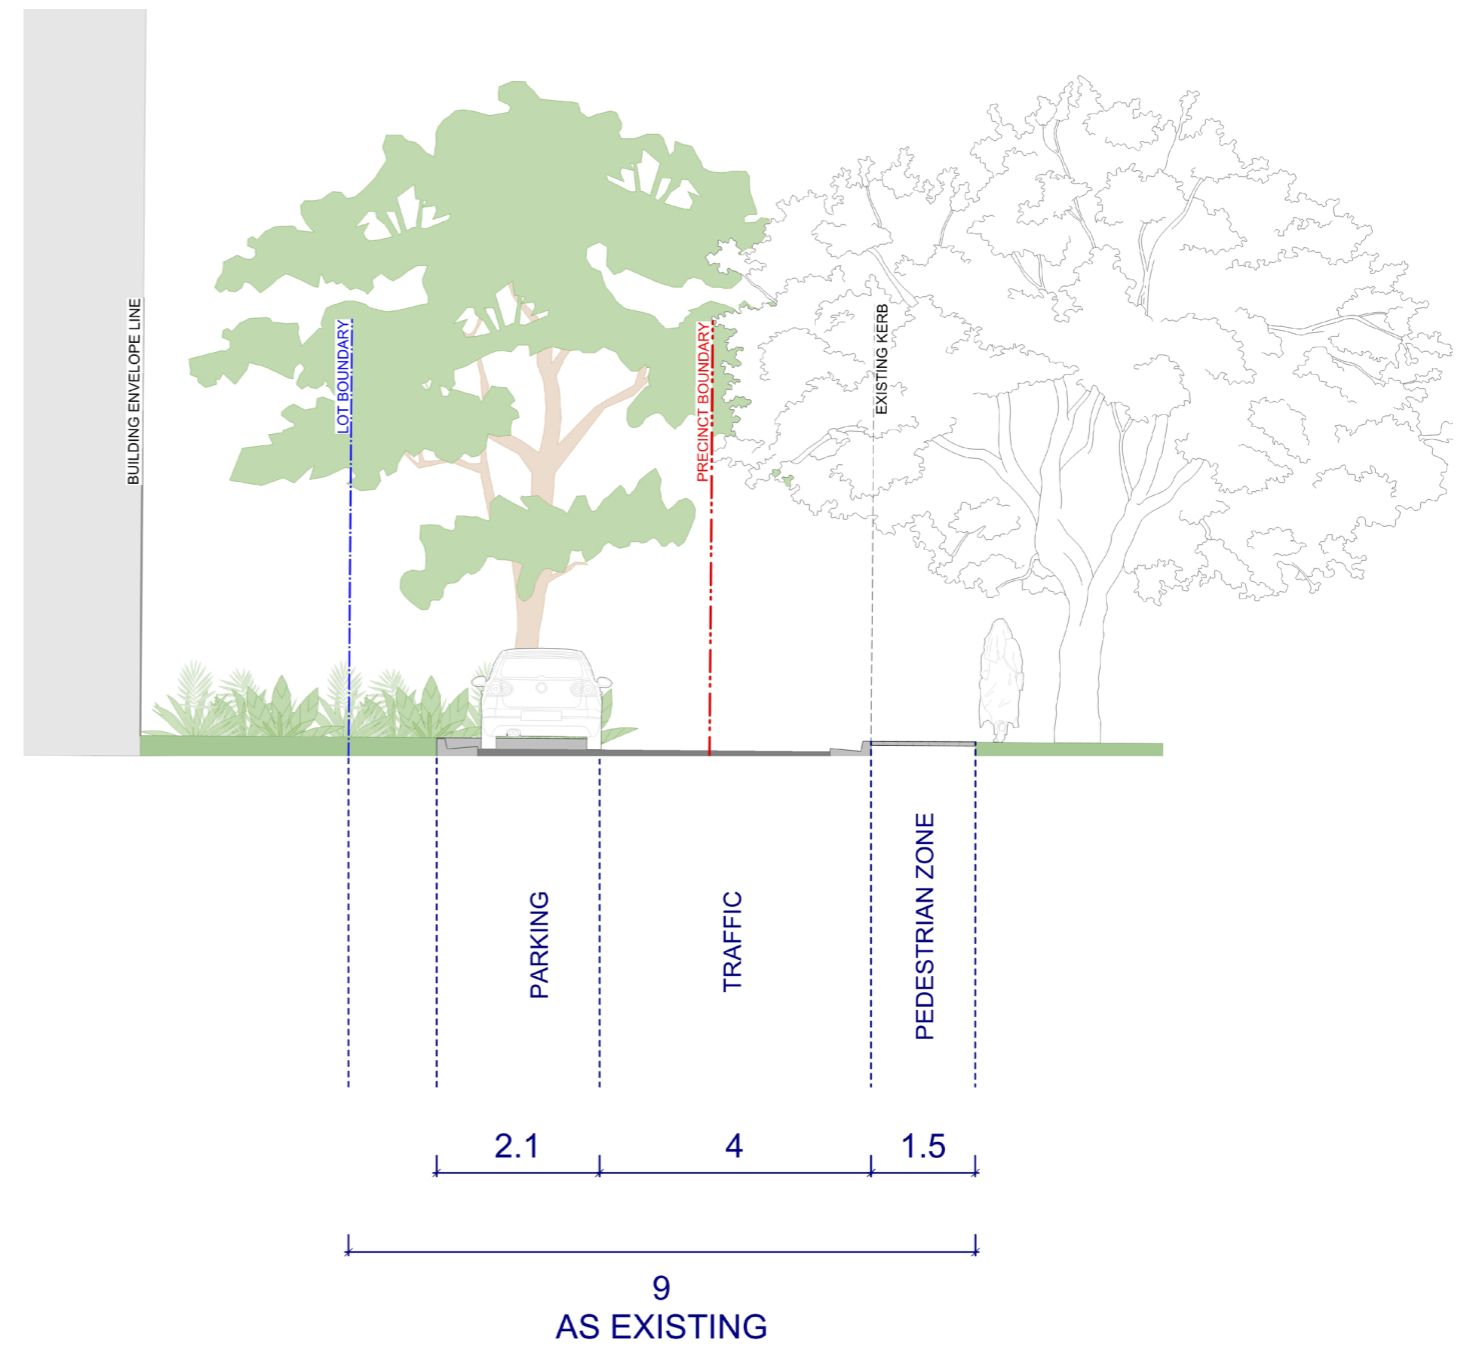 BUILDING ENVELOPE LINE
LOT BOUNDARY
PRECINCT BOUNDARY
EXISTING KERB
PARKING
TRAFFIC
PEDESTRIAN ZONE
2.1
4
1.5
9
AS EXISTING